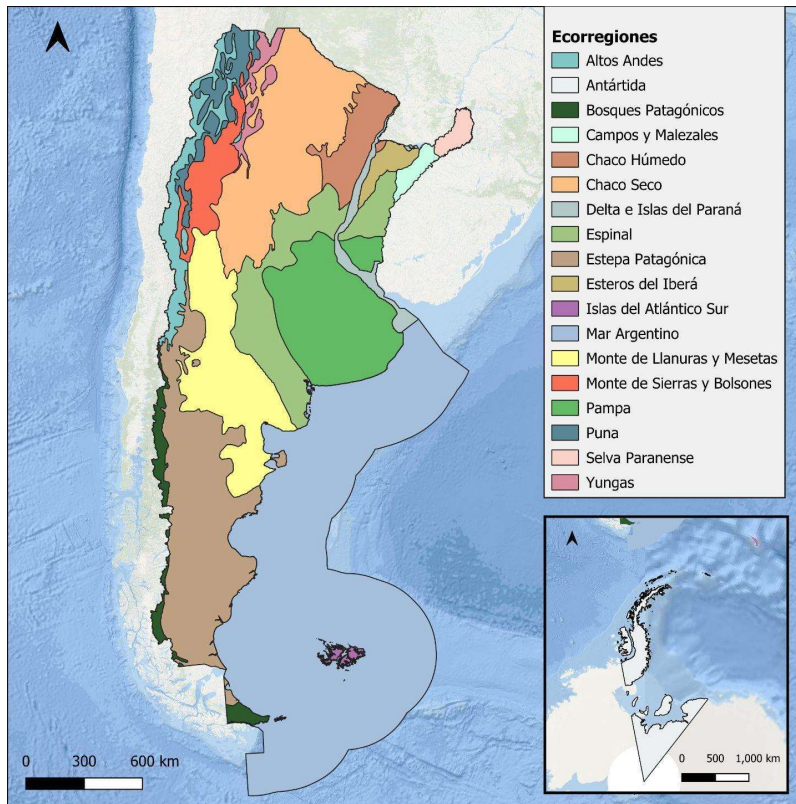 Ecorregiones
Altos Andes
Antártida
Bosques Patagónicos
Campos y Malezales
Chaco Húmedo
Chaco Seco
Delta e Islas del Paraná
Espinal
Estepa Patagónica
Esteros del Iberá
Islas del Atlántico Sur
Mar Argentino
Monte de Llanuras y Mesetas
Monte de Sierras y Bolsones
Pampa
Puna
Selva Paranense
Yungas
0 300 600 km
0 500 1,000 km